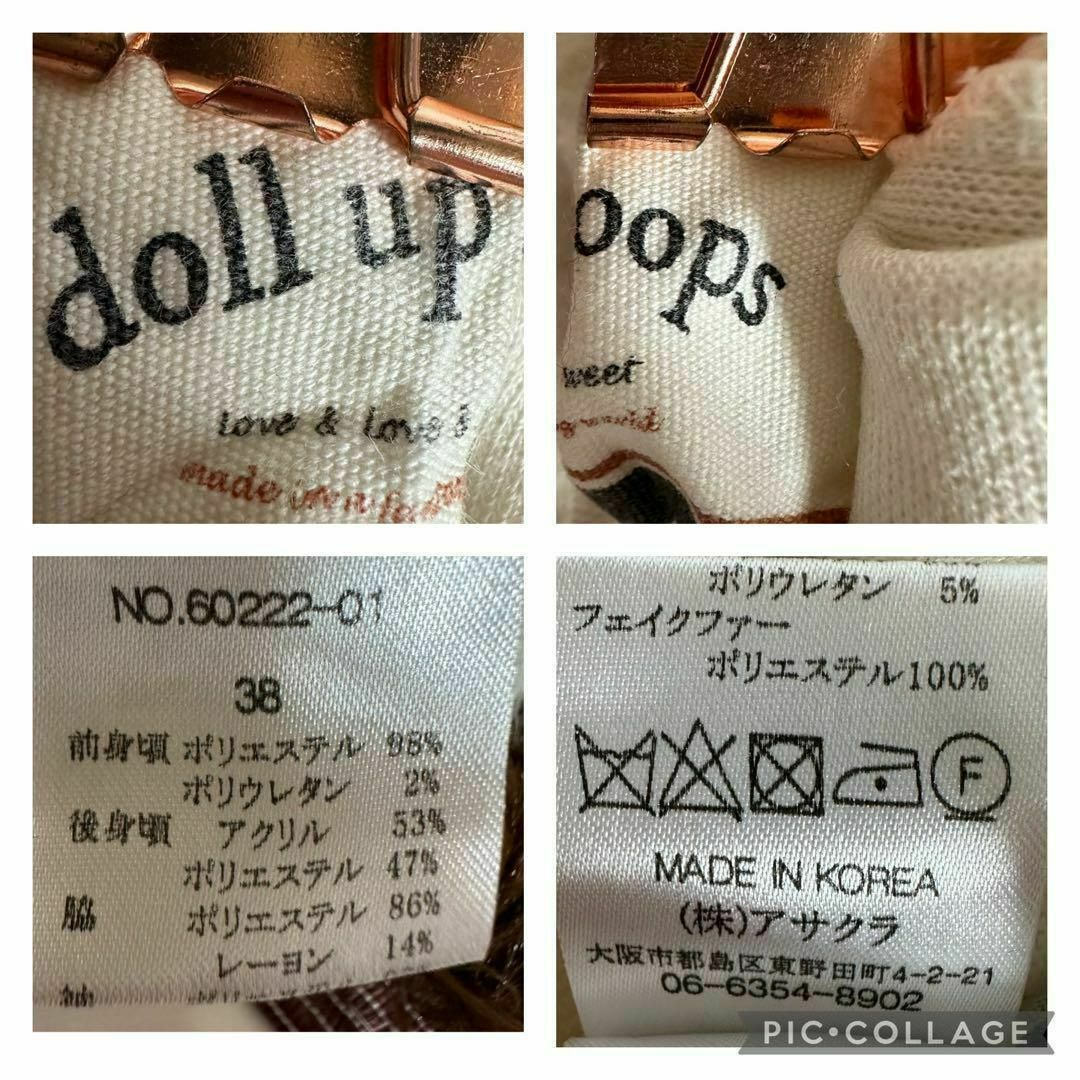 doll up
love & love &
made in a
oops
weet
NO.60222-01
38
前身頃 ポリエステル 98%
ポリウレタン 2%
後身頃 アクリル 53%
ポリエステル 47%
脇 ポリエステル 86%
レーヨン 14%
ポリウレタン 5%
フェイクファー
ポリエステル100%
F
MADE IN KOREA
(株)アサクラ
大阪市都島区東野田町4-2-21
06-6354-8902
PIC•COLLAGE